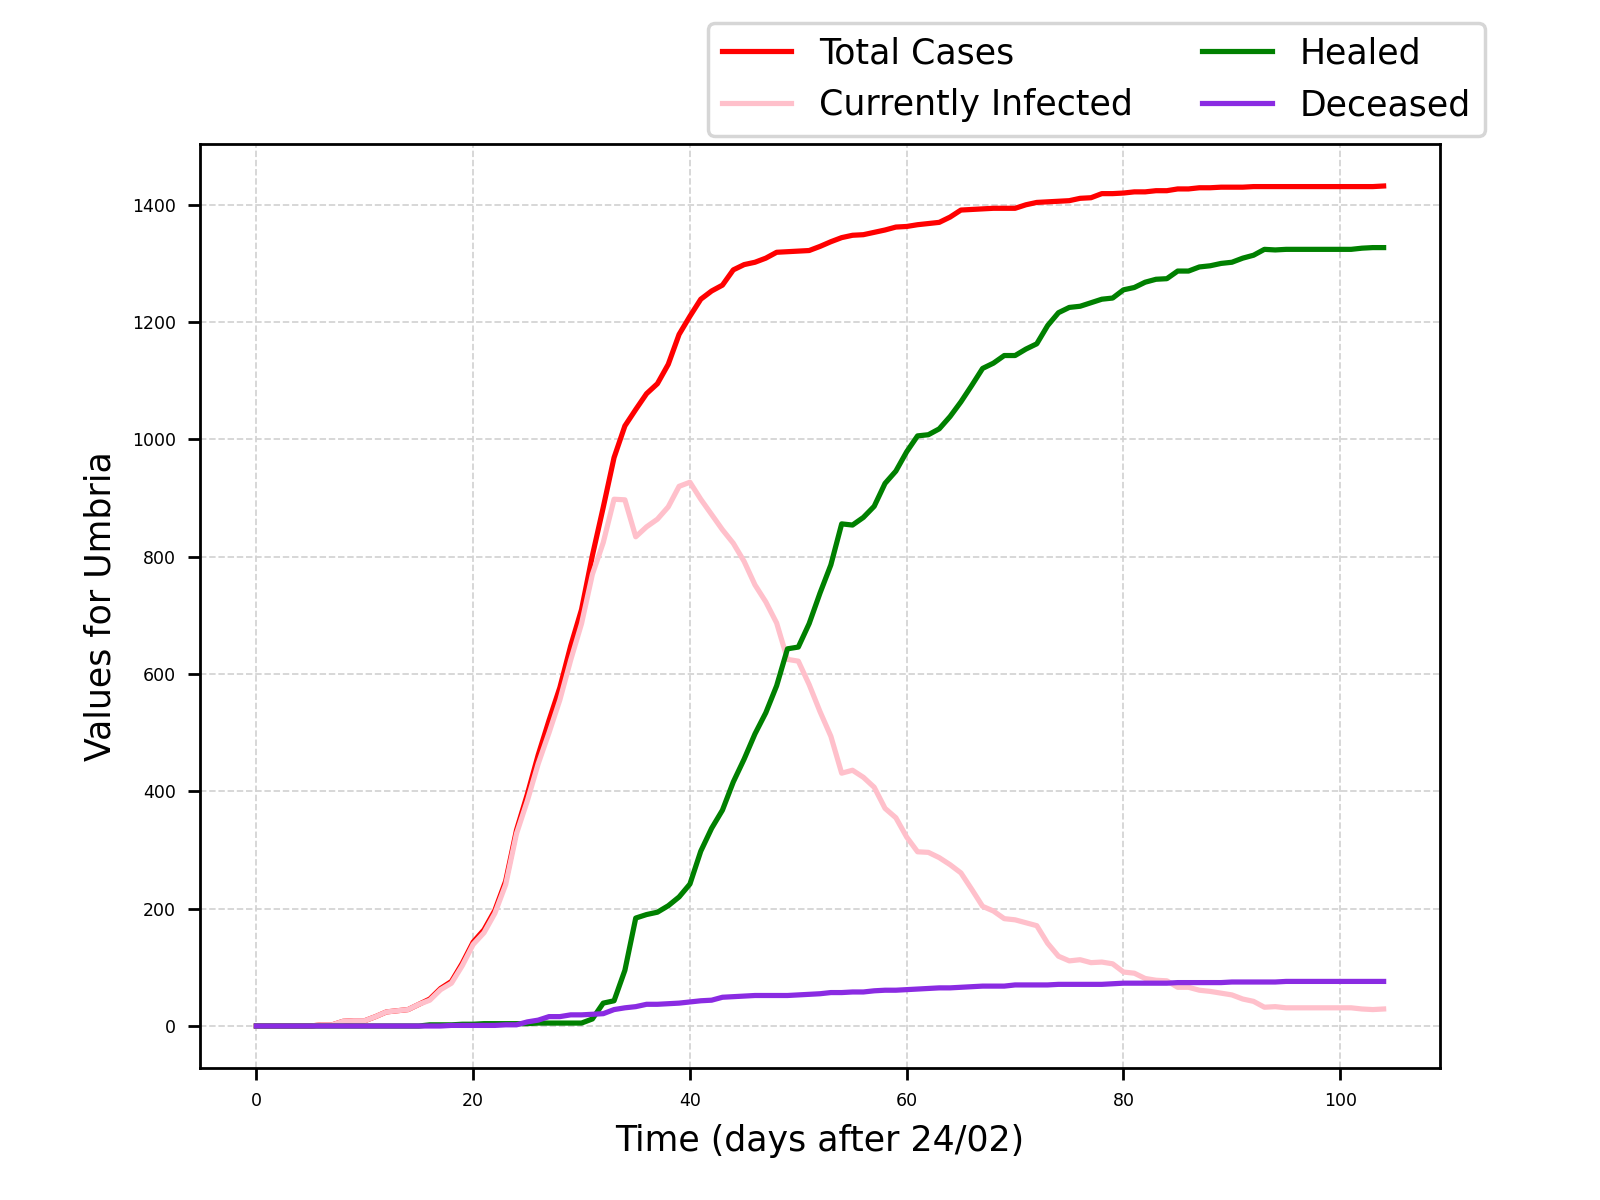 Total Cases
Currently Infected
Healed
Deceased
1400
1200
1000
800
600
400
200
0
Values for Umbria
0 20 40 60 80 100
Time (days after 24/02)